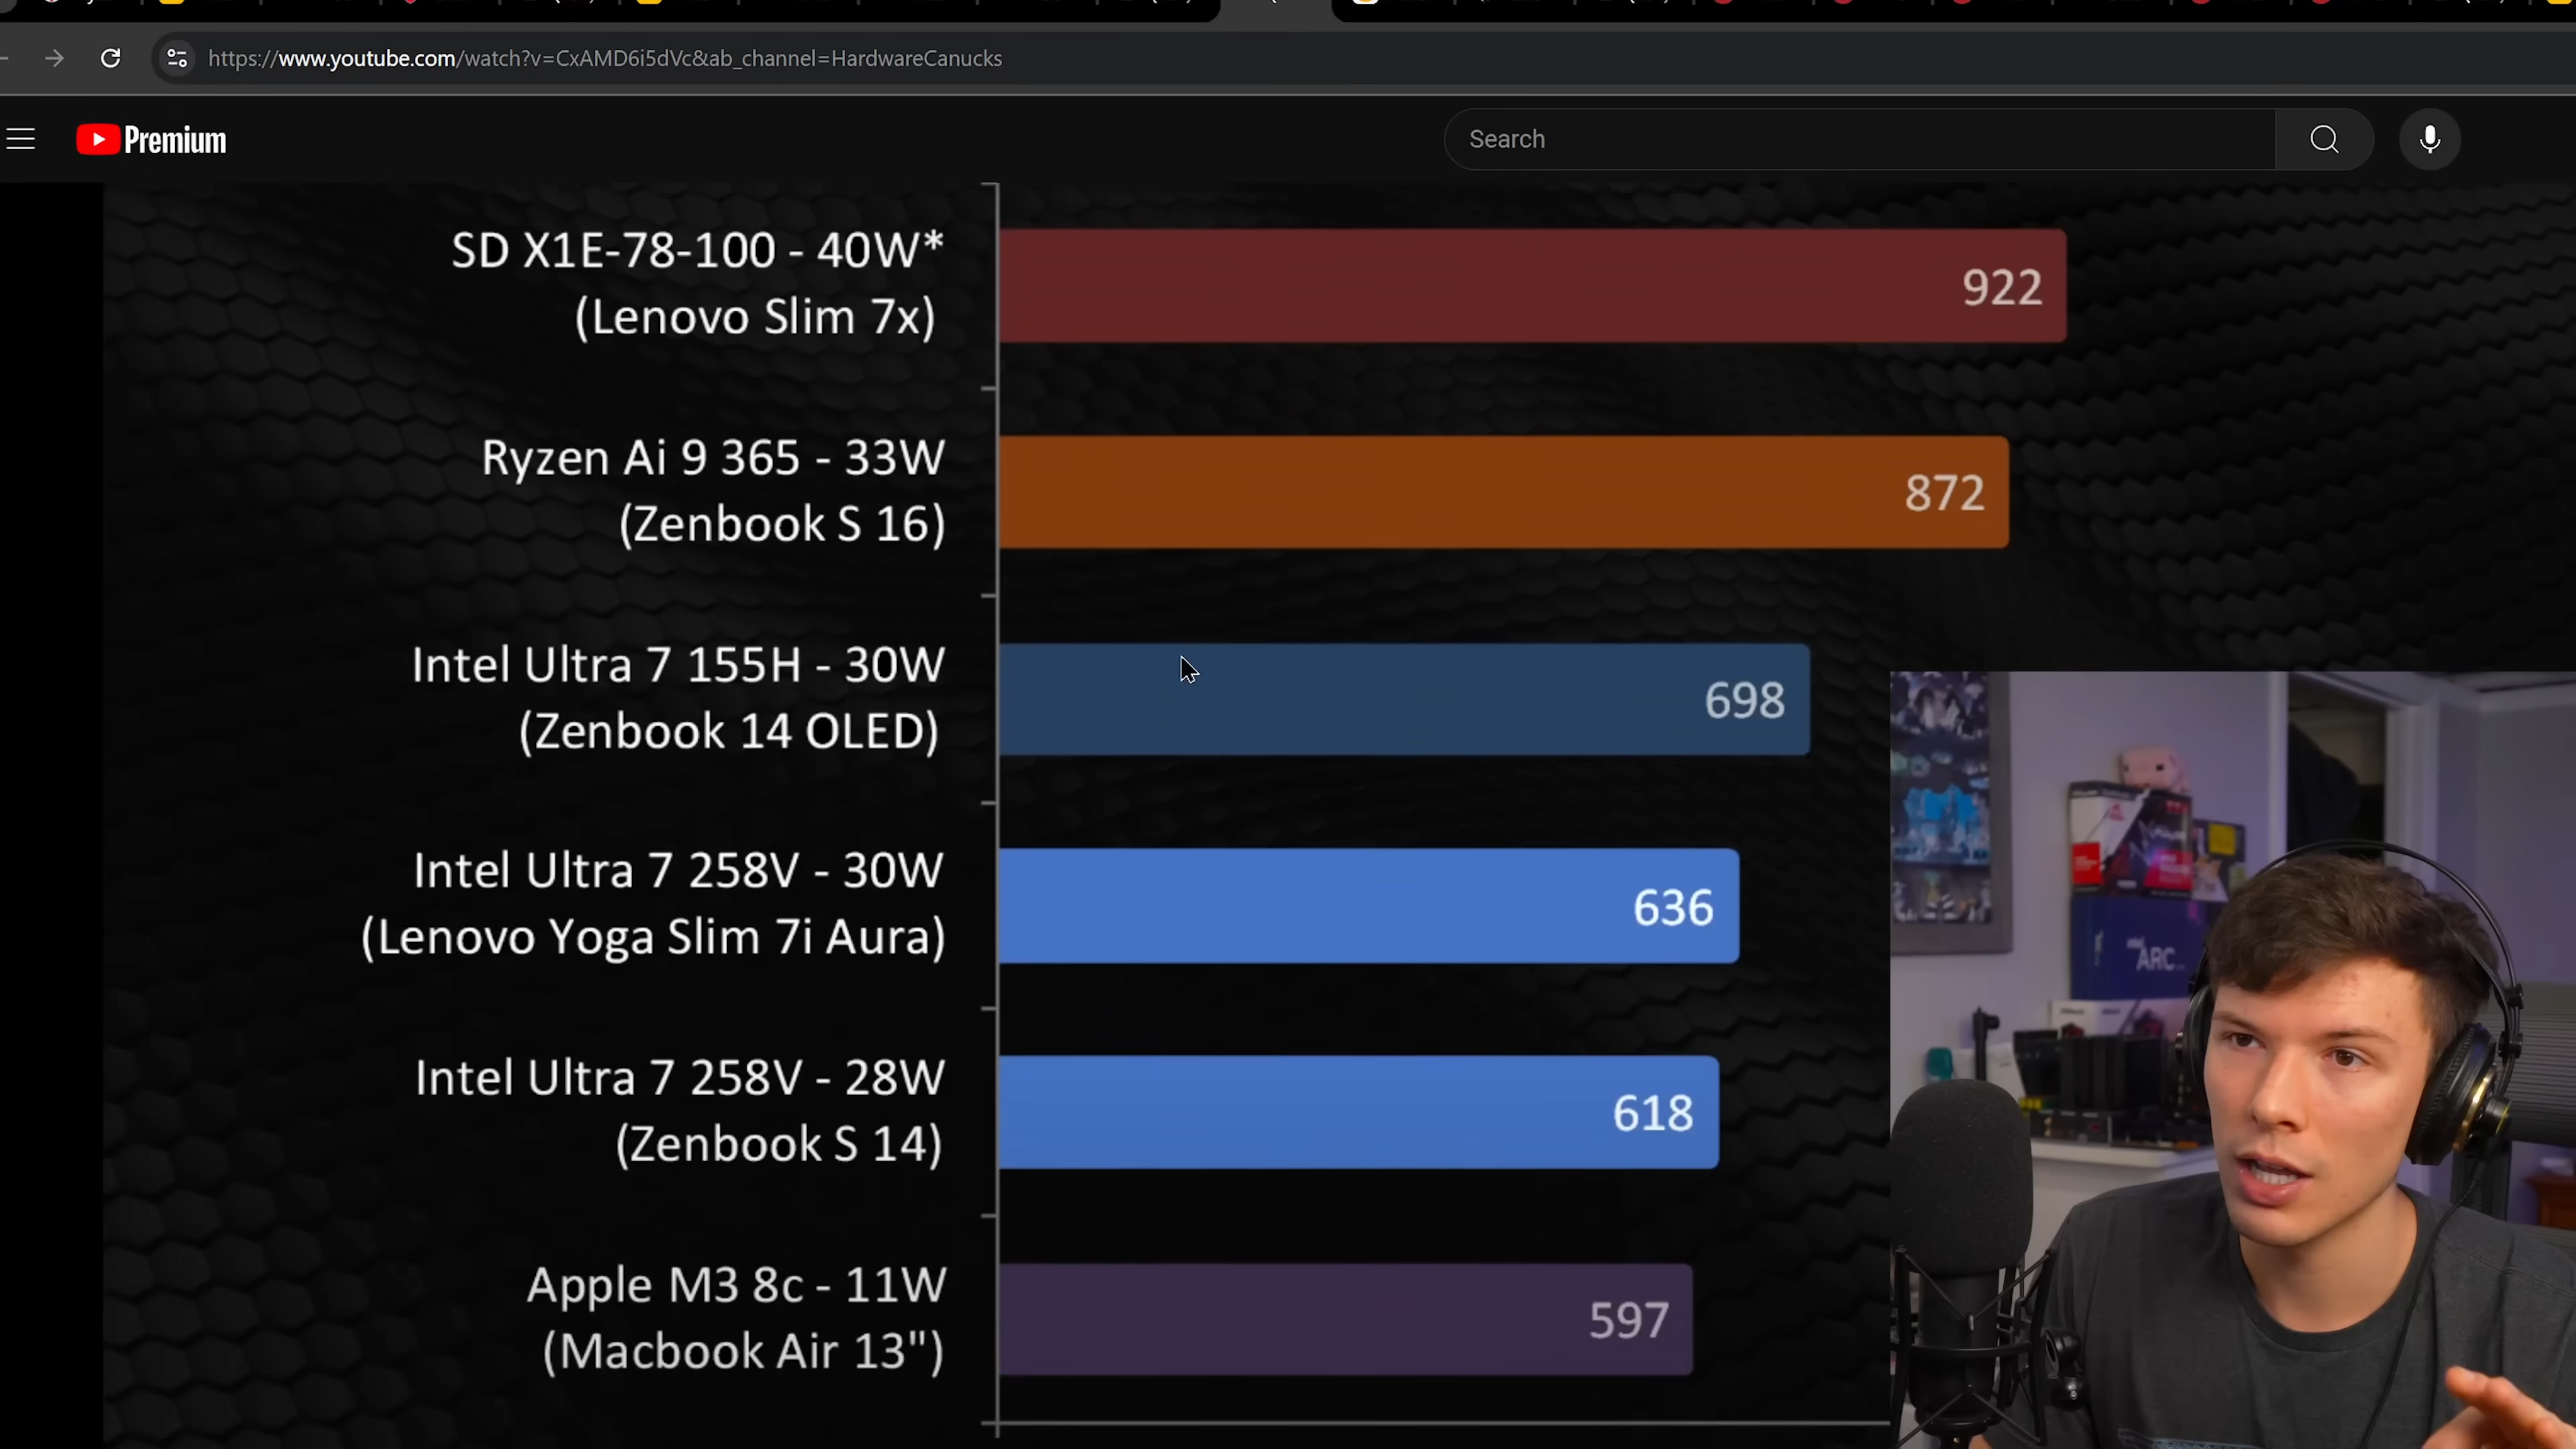 https://www.youtube.com/watch?v=CxAMD6i5dVc&ab_channel=HardwareCanucks
Premium
Search
SD X1E-78-100 - 40W*
(Lenovo Slim 7x)
922
Ryzen Ai 9 365 - 33W
(Zenbook S 16)
872
Intel Ultra 7 155H - 30W
(Zenbook 14 OLED)
698
Intel Ultra 7 258V - 30W
(Lenovo Yoga Slim 7i Aura)
636
Intel Ultra 7 258V - 28W
(Zenbook S 14)
618
Apple M3 8c - 11W
(Macbook Air 13")
597
ARC